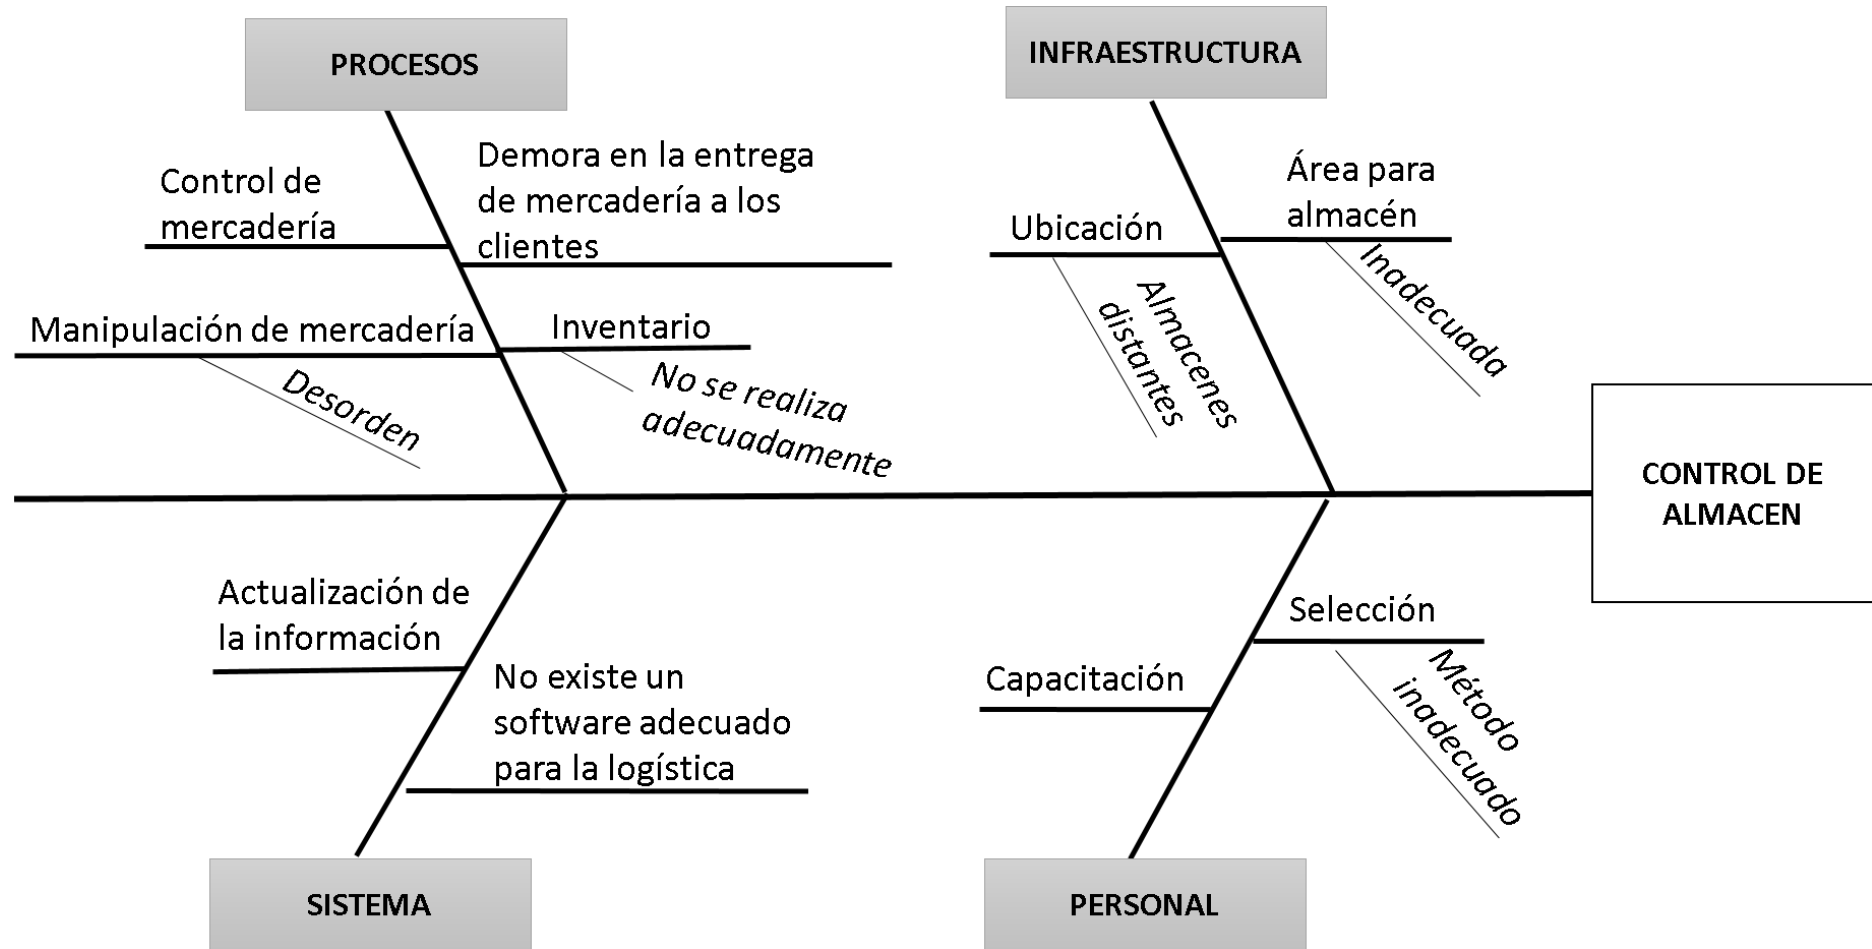 PROCESOS
Control de
mercadería
Demora en la entrega
de mercadería a los
clientes
Manipulación de mercadería
Desorden
Inventario
No se realiza
adecuadamente
INFRAESTRUCTURA
Ubicación
Almacenes
distantes
Área para
almacén
Inadecuada
CONTROL DE
ALMACEN
Actualización de
la información
No existe un
software adecuado
para la logística
SISTEMA
Selección
Método
inadecuado
Capacitación
PERSONAL